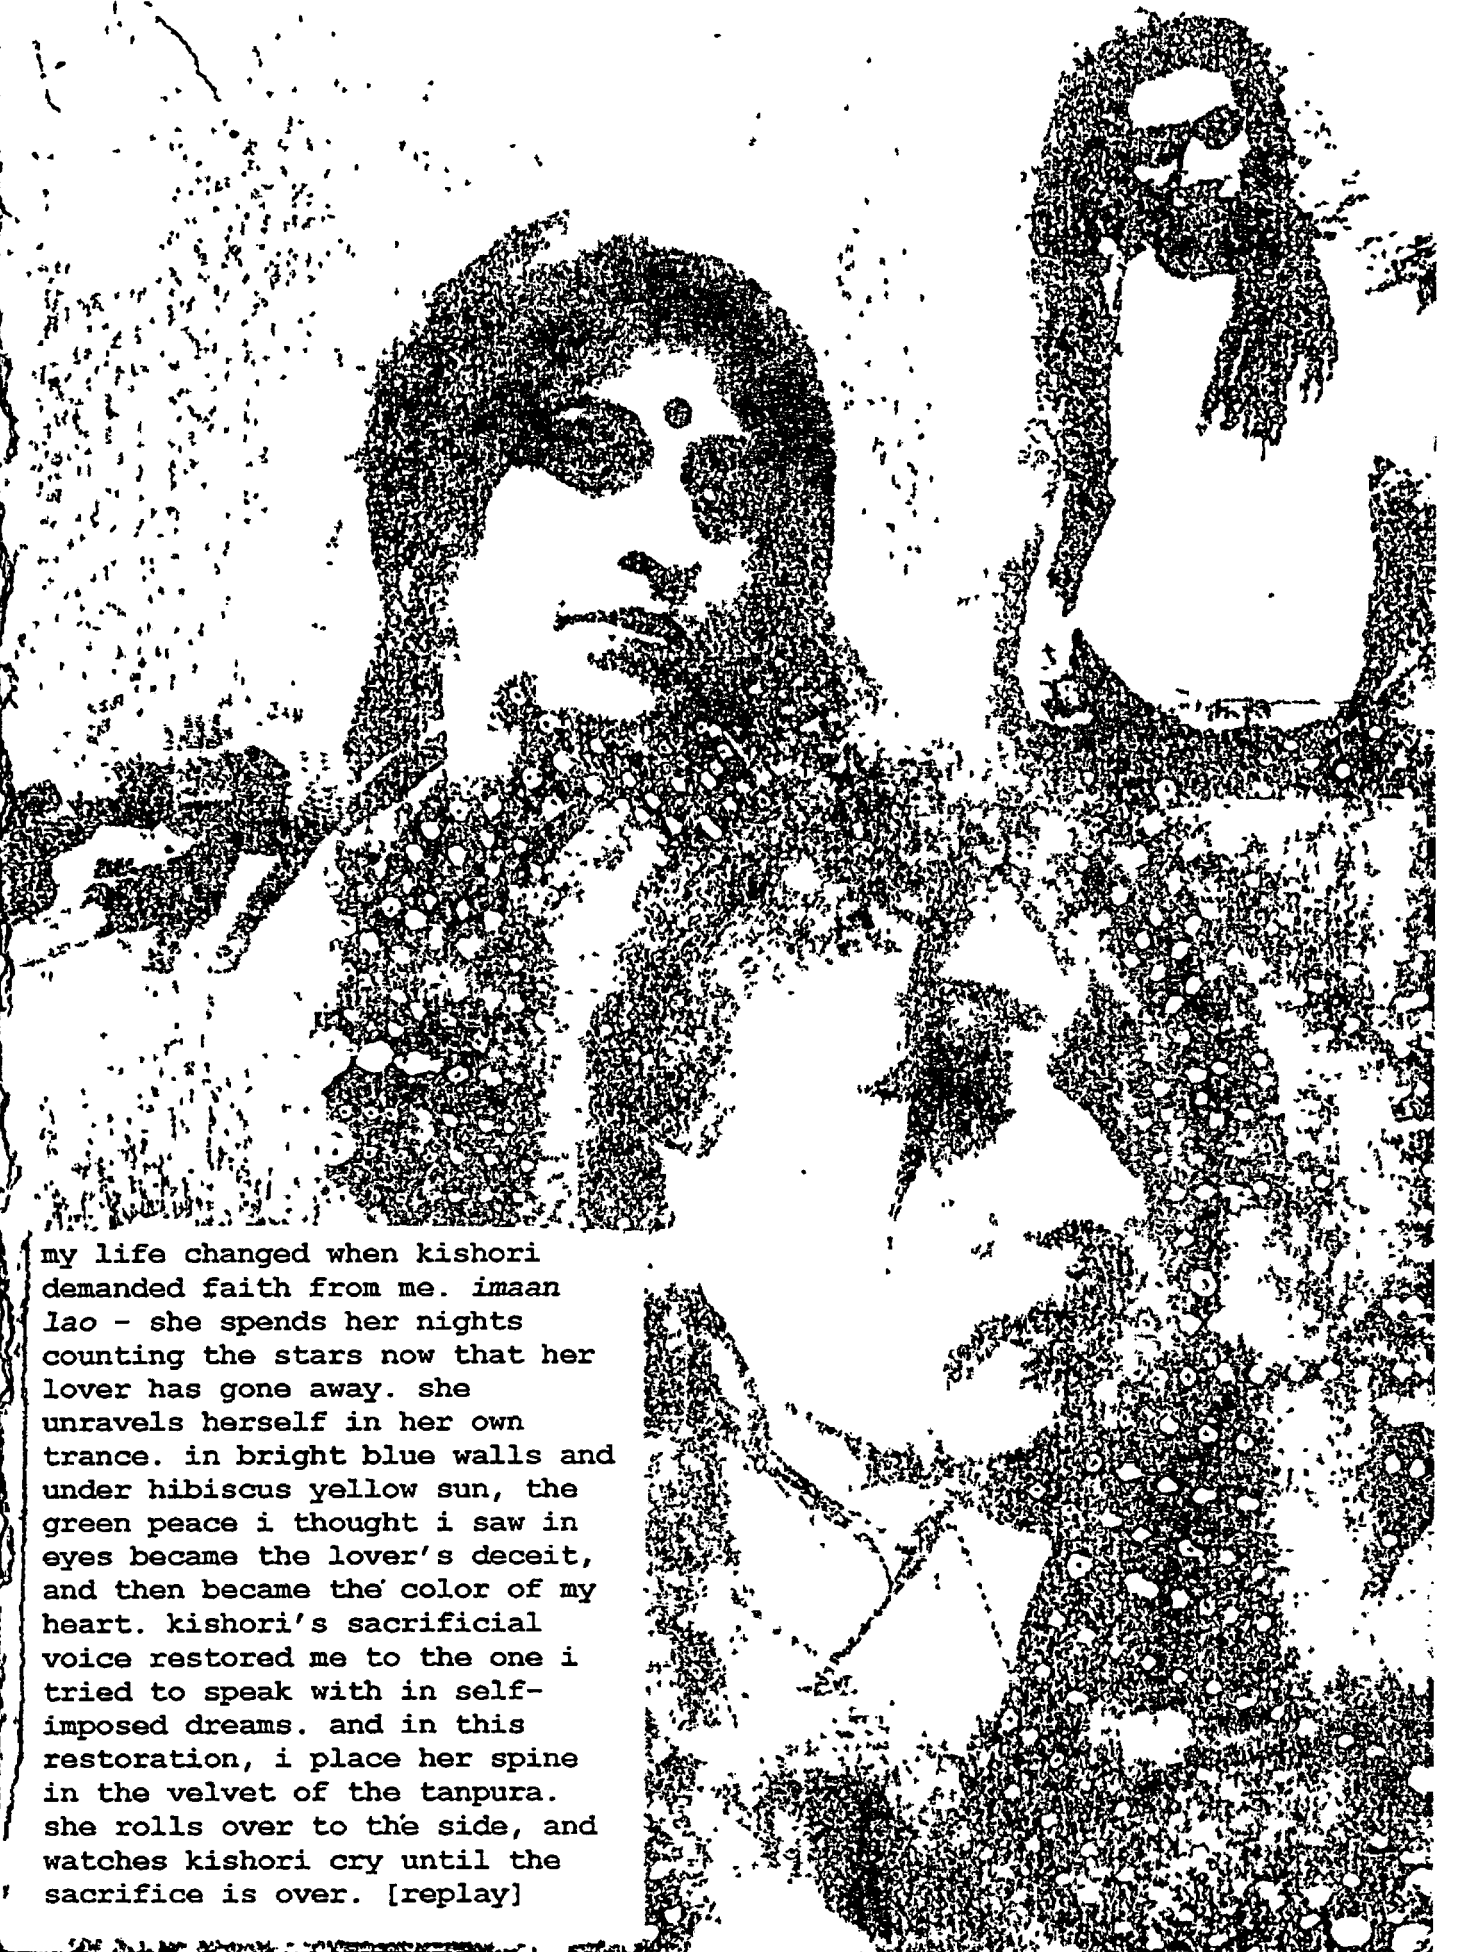 my life changed when kishori
demanded faith from me. imaan
lao – she spends her nights
counting the stars now that her
lover has gone away. she
unravels herself in her own
trance. in bright blue walls and
under hibiscus yellow sun, the
green peace i thought i saw in
eyes became the lover's deceit,
and then became the color of my
heart. kishori's sacrificial
voice restored me to the one i
tried to speak with in self-
imposed dreams. and in this
restoration, i place her spine
in the velvet of the tanpura.
she rolls over to the side, and
watches kishori cry until the
sacrifice is over. [replay]